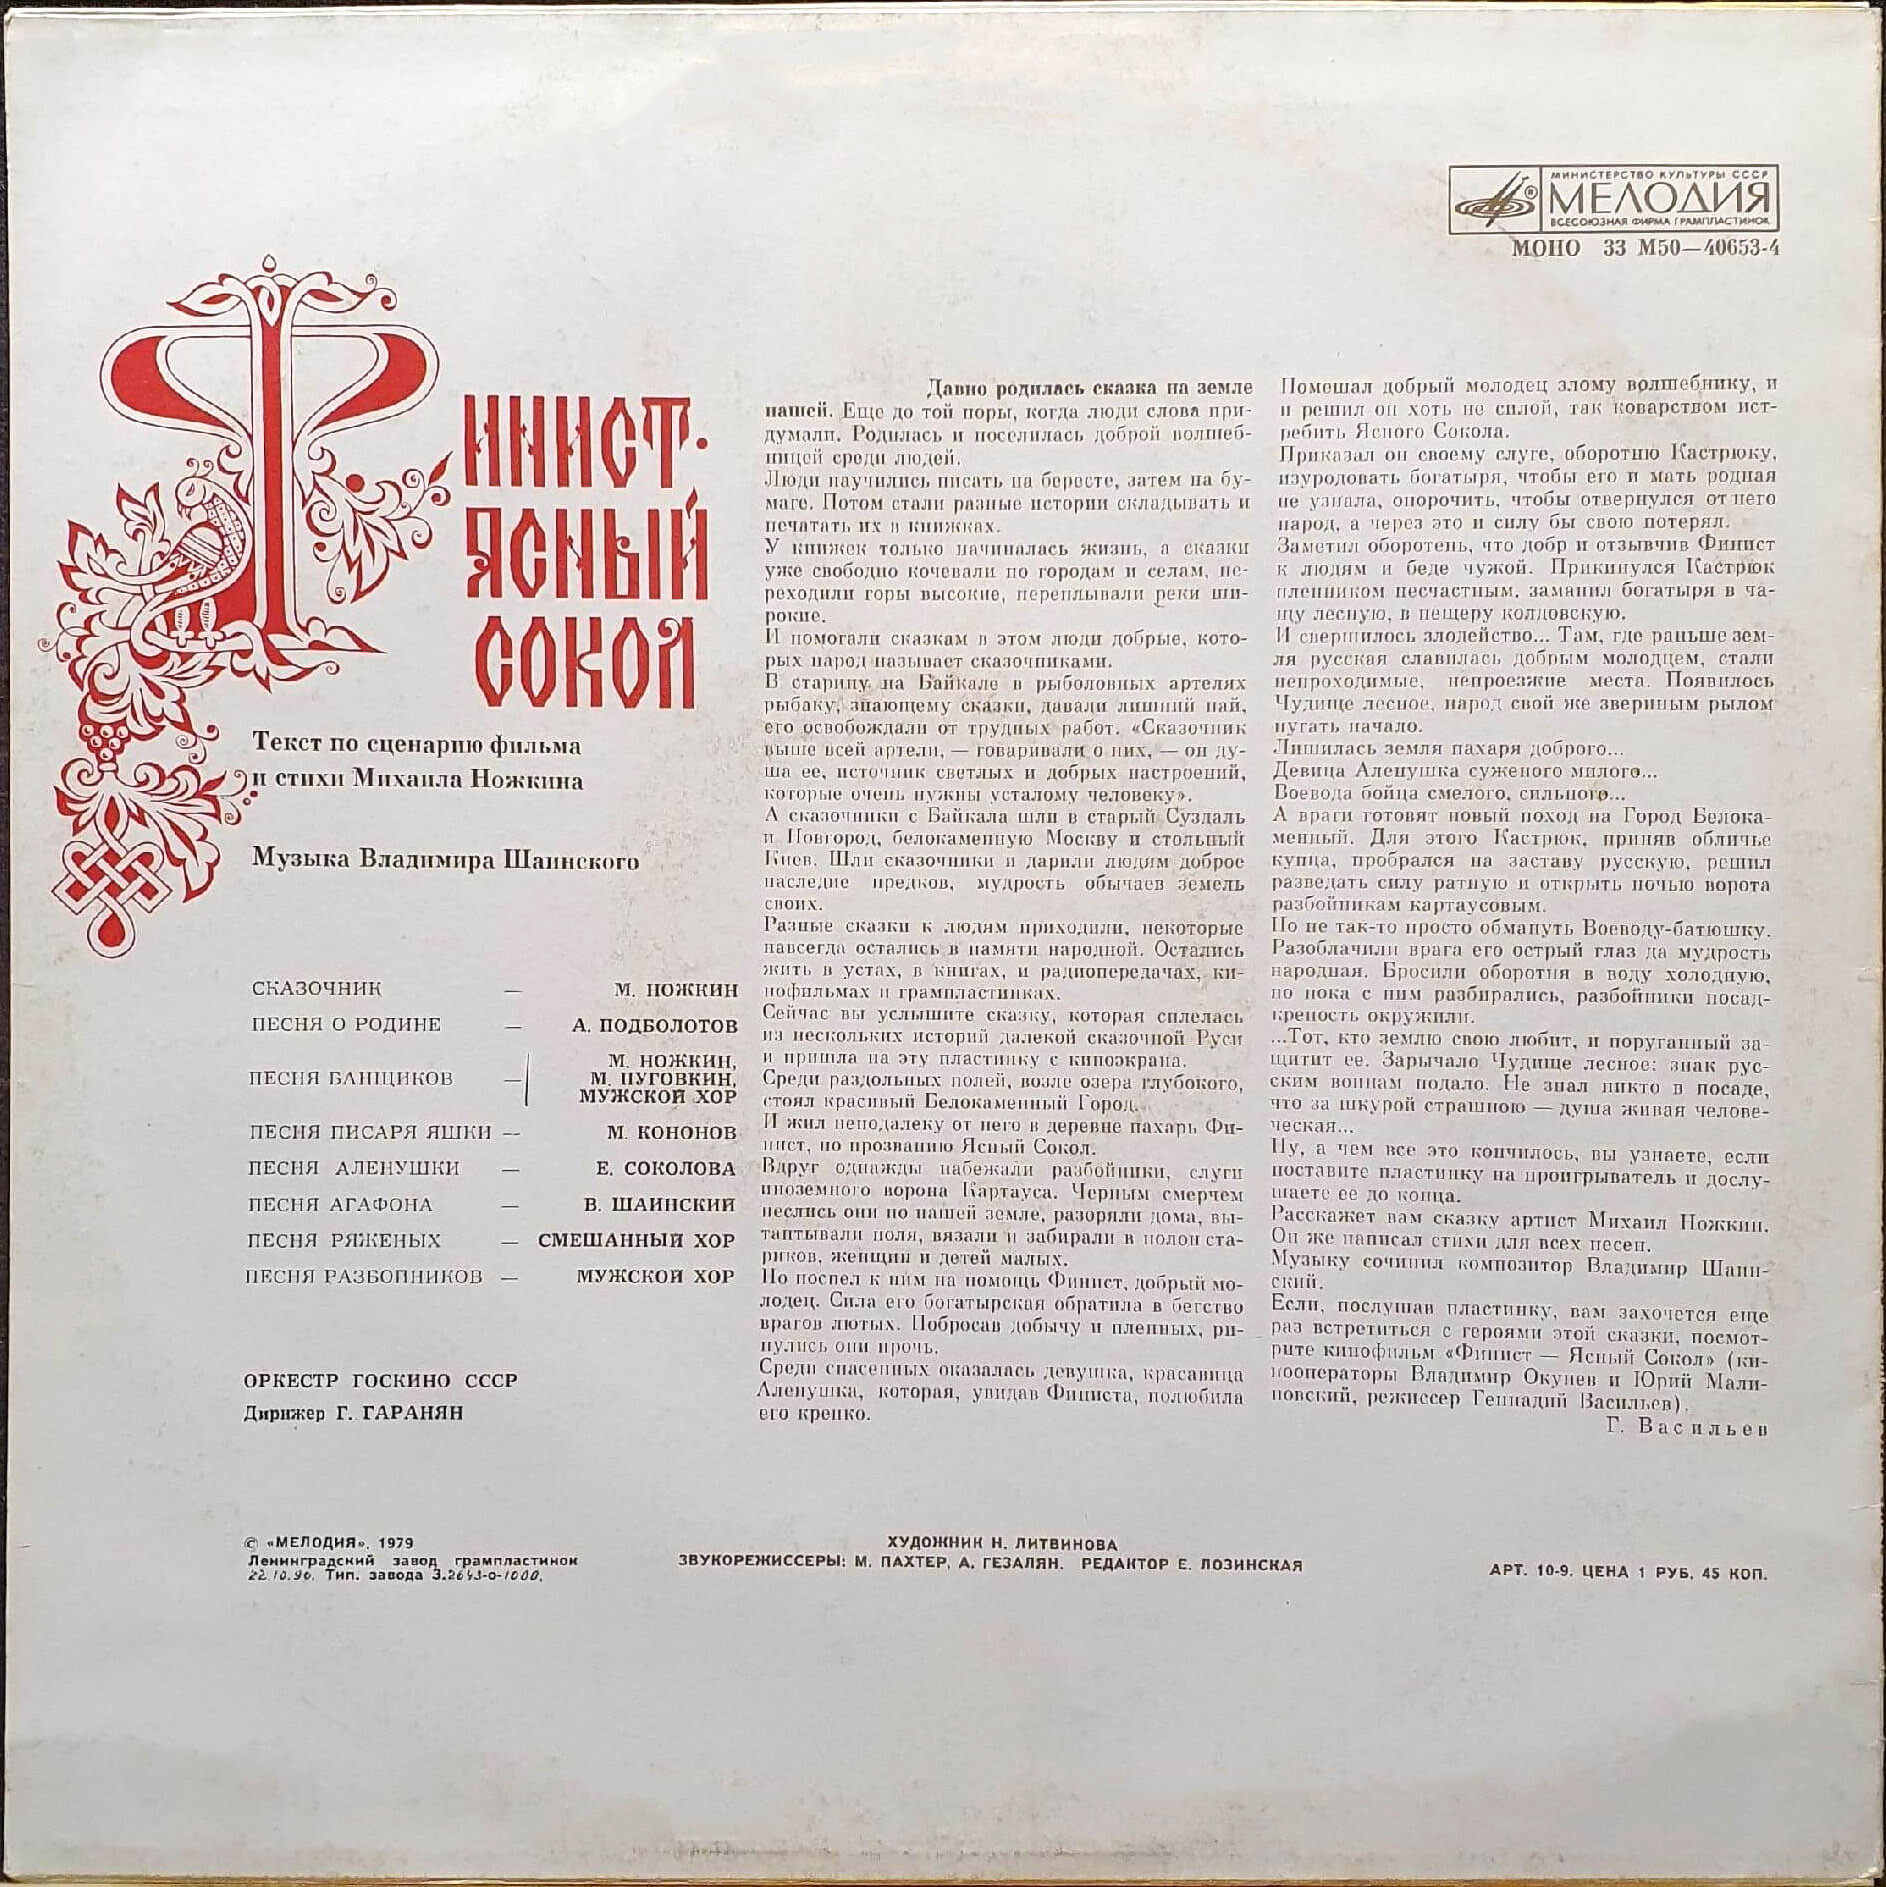 МИНИСТЕРСТВО КУЛЬТУРЫ СССР
МЕЛОДИЯ
ВСЕСОЮЗНАЯ ФИРМА ГРАМПЛАСТИНОК
МОНО 33 М50—40653-4
ФИНИСТ-
ЯСНЫЙ
СОКОЛ
Текст по сценарию фильма
и стихи Михаила Ножкина
Музыка Владимира Шаинского
СКАЗОЧНИК — М. НОЖКИН
ПЕСНЯ О РОДИНЕ — А. ПОДБОЛОТОВ
ПЕСНЯ БАНЩИКОВ — М. НОЖКИН,
М. ПУГОВКИН,
МУЖСКОЙ ХОР
ПЕСНЯ ПИСАРЯ ЯШКИ — М. КОНОНОВ
ПЕСНЯ АЛЕНУШКИ — Е. СОКОЛОВА
ПЕСНЯ АГАФОНА — В. ШАИНСКИЙ
ПЕСНЯ РЯЖЕНЫХ — СМЕШАННЫЙ ХОР
ПЕСНЯ РАЗБОЙНИКОВ — МУЖСКОЙ ХОР
ОРКЕСТР ГОСКИНО СССР
Дирижер Г. ГАРАНЯН
Давно родилась сказка на земле
нашей. Еще до той поры, когда люди слова при-
думали. Родилась и поселилась доброй волшеб-
ницей среди людей.
Люди научились писать на бересте, затем на бу-
маге. Потом стали разные истории складывать и
печатать их в книжках.
У книжек только начиналась жизнь, а сказки
уже свободно кочевали по городам и селам, пе-
реходили горы высокие, переплывали реки ши-
рокие.
И помогали сказкам в этом люди добрые, кото-
рых народ называет сказочниками.
В старину на Байкале в рыболовных артелях
рыбаку, знающему сказки, давали лишний пай,
его освобождали от трудных работ. «Сказочник
выше всей артели, — говаривали о них, — он ду-
ша ее, источник светлых и добрых настроений,
которые очень нужны усталому человеку».
А сказочники с Байкала шли в старый Суздаль
и Новгород, белокаменную Москву и стольный
Киев. Шли сказочники и дарили людям доброе
наследие предков, мудрость обычаев земель
своих.
Разные сказки к людям приходили, некоторые
навсегда остались в памяти народной. Остались
жить в устах, в книгах, и радиопередачах, ки-
нофильмах и грампластинках.
Сейчас вы услышите сказку, которая сплелась
из нескольких историй далекой сказочной Руси
и пришла на эту пластинку с киноэкрана.
Среди раздольных полей, возле озера глубокого,
стоял красивый Белокаменный Город.
И жил неподалеку от него в деревне пахарь Фи-
нист, по прозванию Ясный Сокол.
Вдруг однажды набежали разбойники, слуги
иноземного ворона Картауса. Черным смерчем
неслись они по нашей земле, разоряли дома, вы-
таптывали поля, вязали и забирали в полон ста-
риков, женщин и детей малых.
Но поспел к ним на помощь Финист, добрый мо-
лодец. Сила его богатырская обратила в бегство
врагов лютых. Побросав добычу и пленных, ри-
нулись они прочь.
Среди спасенных оказалась девушка, красавица
Аленушка, которая, увидав Финиста, полюбила
его крепко.
Помешал добрый молодец злому волшебнику, и
и решил он хоть не силой, так коварством ист-
ребить Ясного Сокола.
Приказал он своему слуге, оборотню Кастрюку,
изуродовать богатыря, чтобы его и мать родная
не узнала, опорочить, чтобы отвернулся от него
народ, а через это и силу бы свою потерял.
Заметил оборотень, что добр и отзывчив Финист
к людям и беде чужой. Прикинулся Кастрюк
пленником несчастным, заманил богатыря в ча-
щу лесную, в пещеру колдовскую.
И свершилось злодейство... Там, где раньше зем-
ля русская славилась добрым молодцем, стали
непроходимые, непроезжие места. Появилось
Чудище лесное, народ свой же звериным рылом
пугать начало.
Лишилась земля пахаря доброго...
Девица Аленушка суженого милого...
Воевода бойца смелого, сильного...
А враги готовят новый поход на Город Белока-
менный. Для этого Кастрюк, приняв обличье
купца, пробрался на заставу русскую, решил
разведать силу ратную и открыть ночью ворота
разбойникам картаусовым.
Но не так-то просто обмануть Воеводу-батюшку.
Разоблачили врага его острый глаз да мудрость
народная. Бросили оборотня в воду холодную,
но пока с ним разбирались, разбойники посад-
крепость окружили.
...Тот, кто землю свою любит, и поруганный за-
щитит ее. Зарычало Чудище лесное: знак рус-
ским воинам подало. Не знал никто в посаде,
что за шкурой страшною — душа живая челове-
ческая...
Ну, а чем все это кончилось, вы узнаете, если
поставите пластинку на проигрыватель и дослу-
шаете ее до конца.
Расскажет вам сказку артист Михаил Ножкин.
Он же написал стихи для всех песен.
Музыку сочинил композитор Владимир Шаин-
ский.
Если, послушав пластинку, вам захочется еще
раз встретиться с героями этой сказки, посмот-
рите кинофильм «Финист — Ясный Сокол» (ки-
нооператоры Владимир Окунев и Юрий Мали-
новский, режиссер Геннадий Васильев).
Г. Васильев
© «МЕЛОДИЯ», 1979
Ленинградский завод грампластинок
22.10.90. Тип. завода З.2643-о-1000.
ХУДОЖНИК Н. ЛИТВИНОВА
ЗВУКОРЕЖИССЕРЫ: М. ПАХТЕР, А. ГЕЗАЛЯН. РЕДАКТОР Е. ЛОЗИНСКАЯ
АРТ. 10-9. ЦЕНА 1 РУБ. 45 КОП.